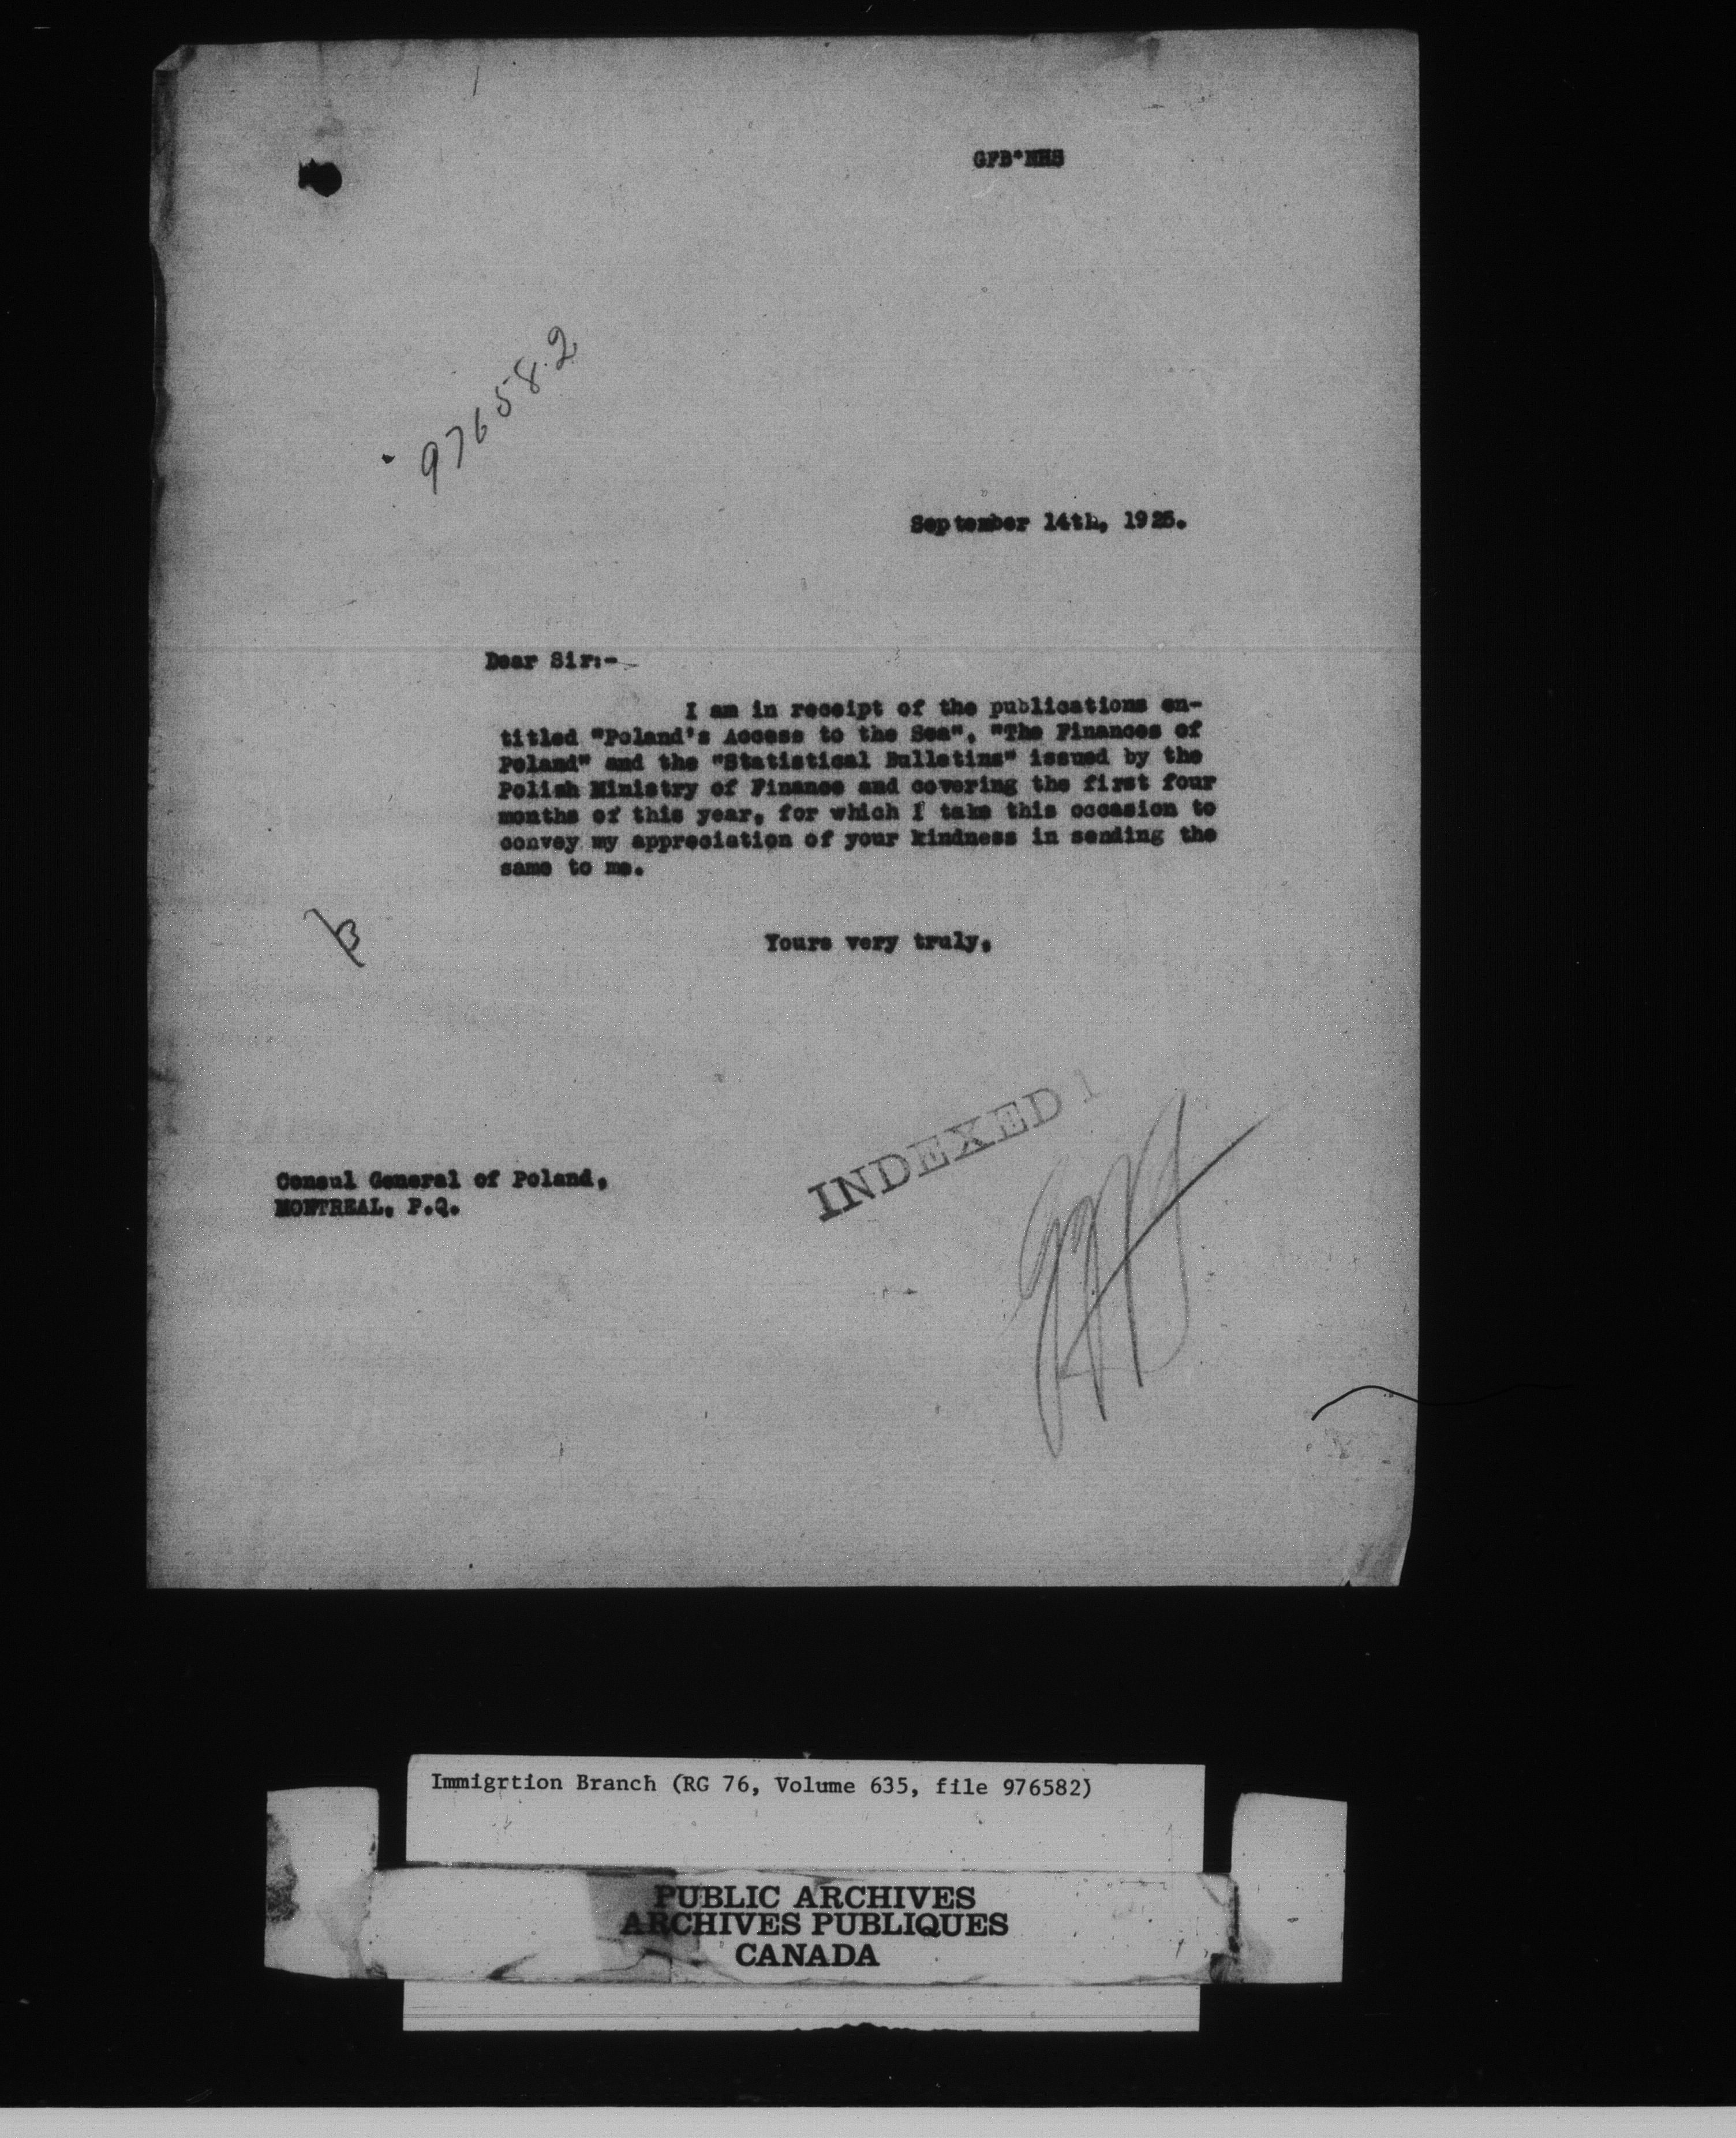 GFB*MHS
976582
September 14th, 1925.
Dear Sir:-
I am in receipt of the publications en-
titled "Poland's Access to the Sea", "The Finances of
Poland" and the "Statistical Bulletins" issued by the
Polish Ministry of Finance and covering the first four
months of this year, for which I take this occasion to
convey my appreciation of your kindness in sending the
same to me.
Yours very truly,
INDEXED
Consul General of Poland,
MONTREAL, P.Q.
Immigrtion Branch (RG 76, Volume 635, file 976582)
PUBLIC ARCHIVES
ARCHIVES PUBLIQUES
CANADA